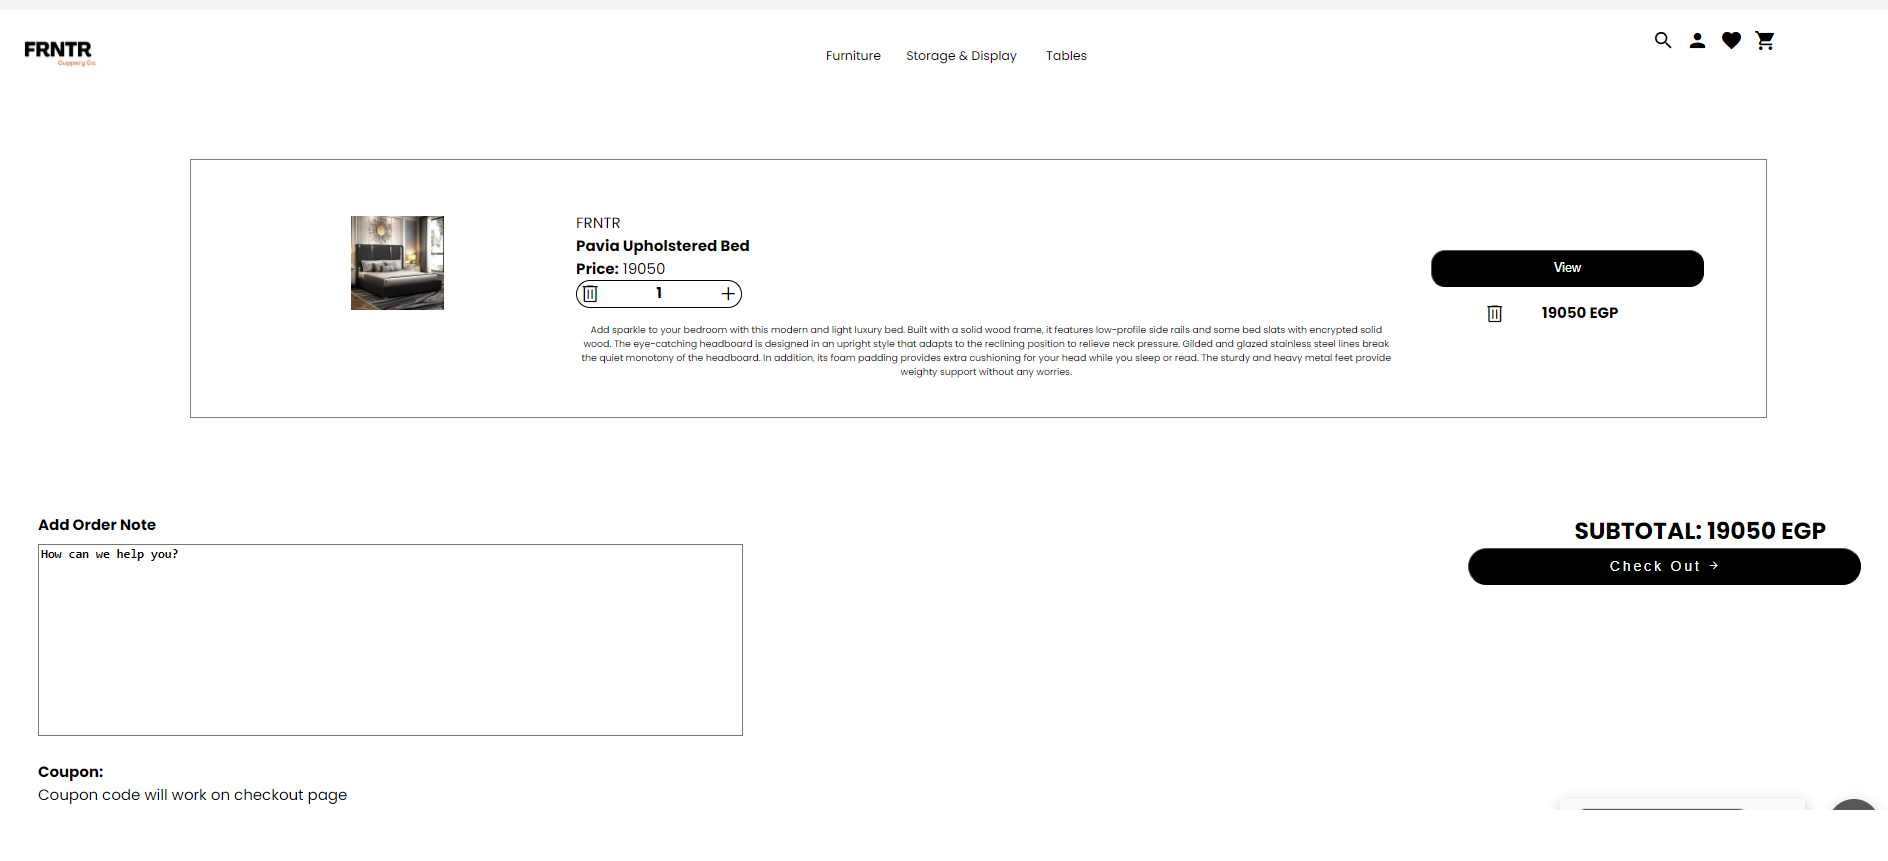 FRNTR
Cuppery Co.
Furniture
Storage & Display
Tables
FRNTR
Pavia Upholstered Bed
Price: 19050
1
Add sparkle to your bedroom with this modern and light luxury bed. Built with a solid wood frame, it features low-profile side rails and some bed slats with encrypted solid
wood. The eye-catching headboard is designed in an upright style that adapts to the reclining position to relieve neck pressure. Gilded and glazed stainless steel lines break
the quiet monotony of the headboard. In addition, its foam padding provides extra cushioning for your head while you sleep or read. The sturdy and heavy metal feet provide
weighty support without any worries.
View
19050 EGP
Add Order Note
How can we help you?
SUBTOTAL: 19050 EGP
Check Out →
Coupon:
Coupon code will work on checkout page